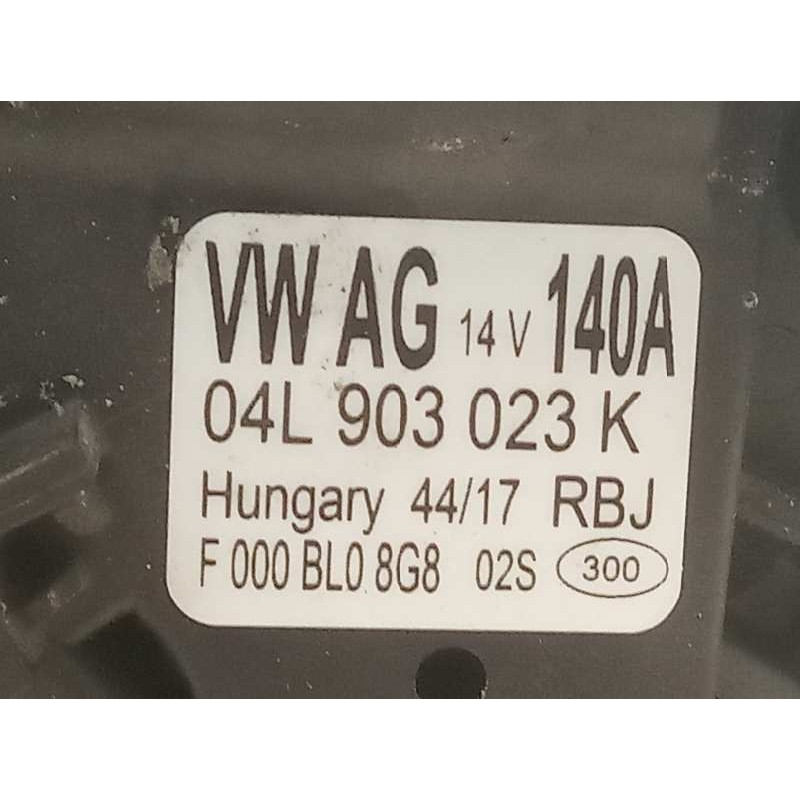 VW AG 14 V 140A
04L 903 023 K
Hungary 44/17 RBJ
F 000 BL0 8G8 02S 300